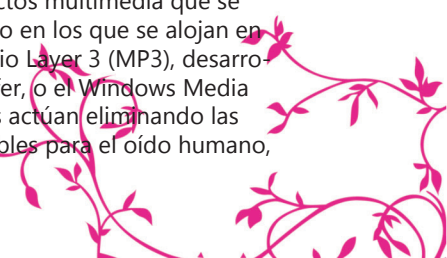 ctos multimedia que se
o en los que se alojan en
io Layer 3 (MP3), desarro-
fer, o el Windows Media
s actúan eliminando las
bles para el oído humano,